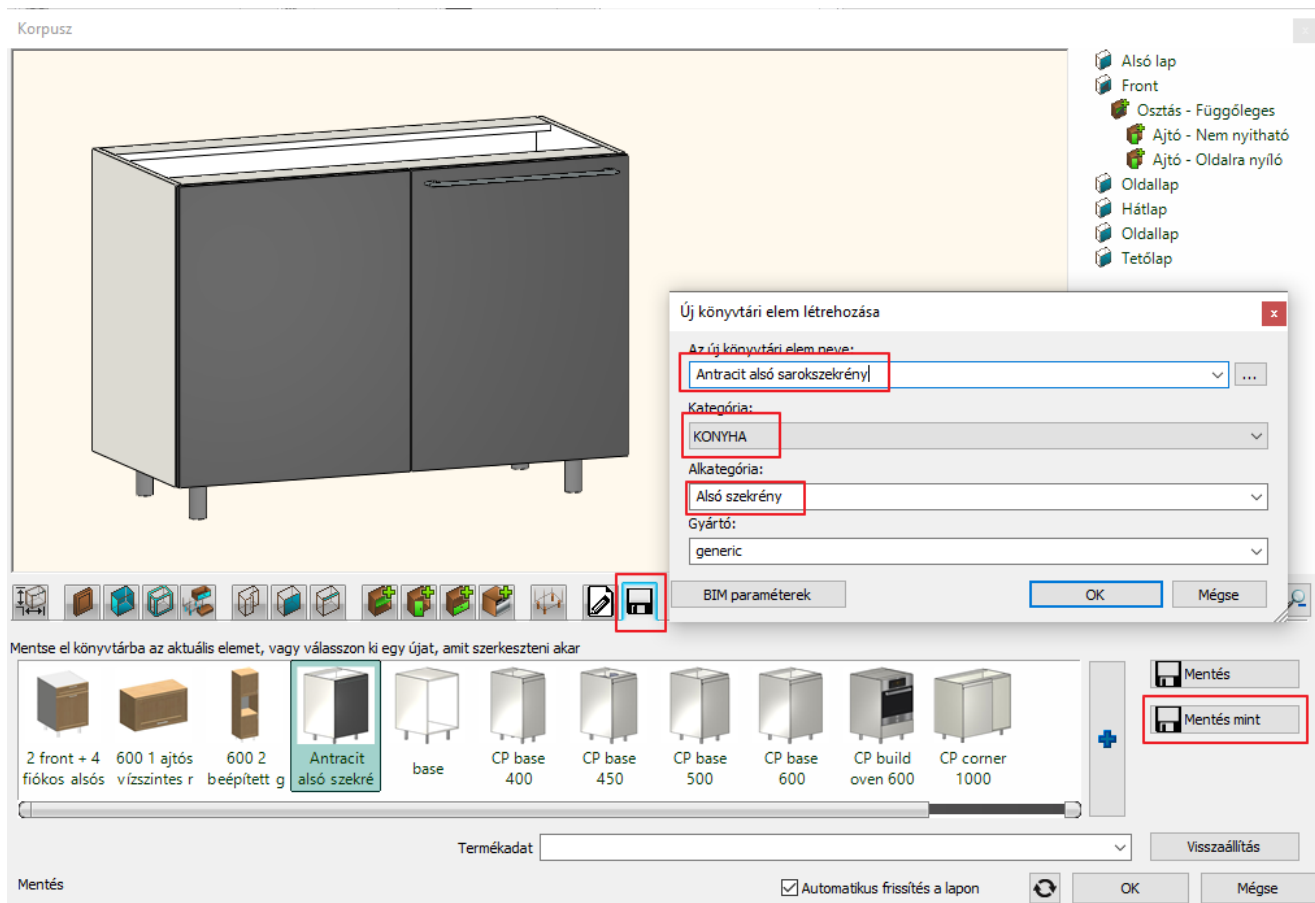 Korpusz
Alsó lap
Front
Osztás - Függőleges
Ajtó - Nem nyitható
Ajtó - Oldalra nyíló
Oldallap
Hátlap
Oldallap
Tetőlap
Új könyvtári elem létrehozása
x
Az új könyvtári elem neve:
Antracit alsó sarokszekrény
...
Kategória:
KONYHA
Alkategória:
Alsó szekrény
Gyártó:
generic
BIM paraméterek
OK
Mégse
Mentse el könyvtárba az aktuális elemet, vagy válasszon ki egy újat, amit szerkeszteni akar
2 front + 4
fiókos alsós
600 1 ajtós
vízszintes r
600 2
beépített g
Antracit
alsó szekré
base
CP base
400
CP base
450
CP base
500
CP base
600
CP build
oven 600
CP corner
1000
Mentés
Mentés mint
Termékadat
Visszaállítás
Mentés
Automatikus frissítés a lapon
OK
Mégse